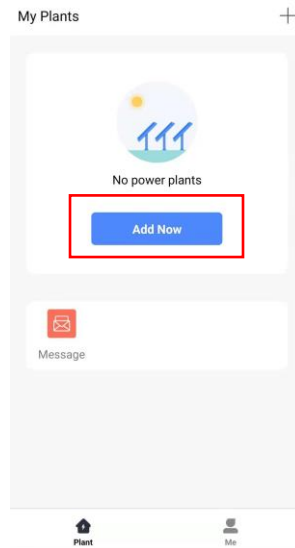 My Plants
No power plants
Add Now
Message
Plant
Me